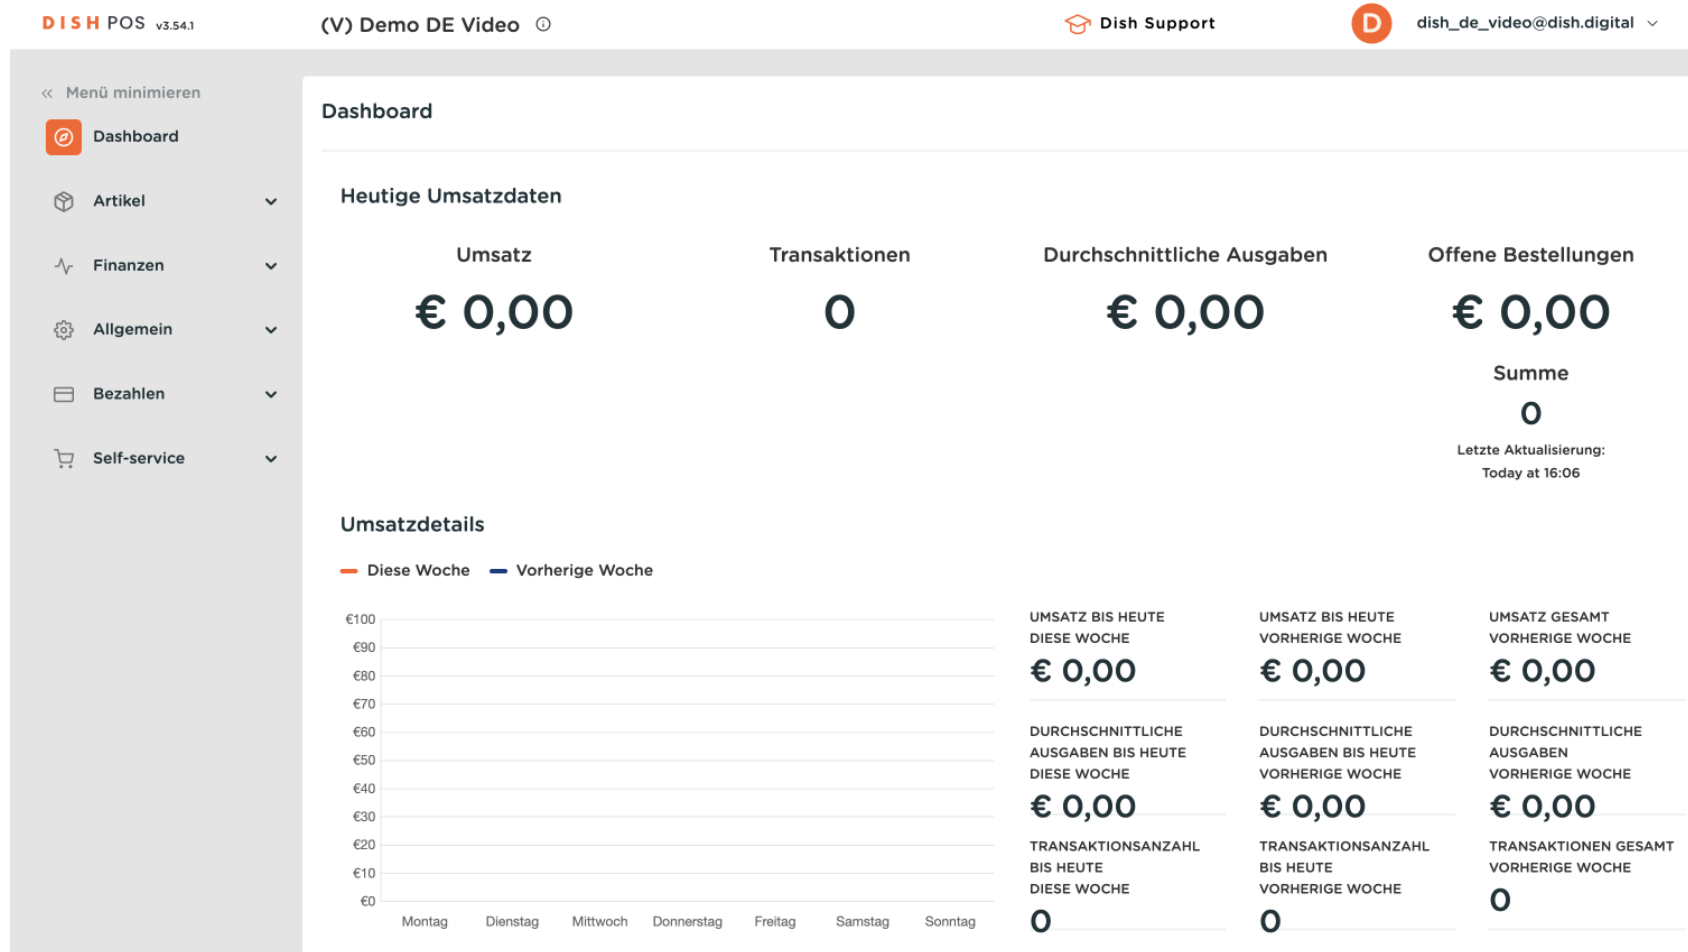 DISH POS v3.54.1
(V) Demo DE Video
Dish Support
D
dish_de_video@dish.digital
Menü minimieren
Dashboard
Artikel
Finanzen
Allgemein
Bezahlen
Self-service
Dashboard
Heutige Umsatzdaten
Umsatz
€ 0,00
Transaktionen
0
Durchschnittliche Ausgaben
€ 0,00
Offene Bestellungen
€ 0,00
Summe
0
Letzte Aktualisierung:
Today at 16:06
Umsatzdetails
Diese Woche
Vorherige Woche
€100
€90
€80
€70
€60
€50
€40
€30
€20
€10
€0
Montag
Dienstag
Mittwoch
Donnerstag
Freitag
Samstag
Sonntag
UMSATZ BIS HEUTE
DIESE WOCHE
€ 0,00
UMSATZ BIS HEUTE
VORHERIGE WOCHE
€ 0,00
UMSATZ GESAMT
VORHERIGE WOCHE
€ 0,00
DURCHSCHNITTLICHE
AUSGABEN BIS HEUTE
DIESE WOCHE
€ 0,00
DURCHSCHNITTLICHE
AUSGABEN BIS HEUTE
VORHERIGE WOCHE
€ 0,00
DURCHSCHNITTLICHE
AUSGABEN
VORHERIGE WOCHE
€ 0,00
TRANSAKTIONSANZAHL
BIS HEUTE
DIESE WOCHE
0
TRANSAKTIONSANZAHL
BIS HEUTE
VORHERIGE WOCHE
0
TRANSAKTIONEN GESAMT
VORHERIGE WOCHE
0